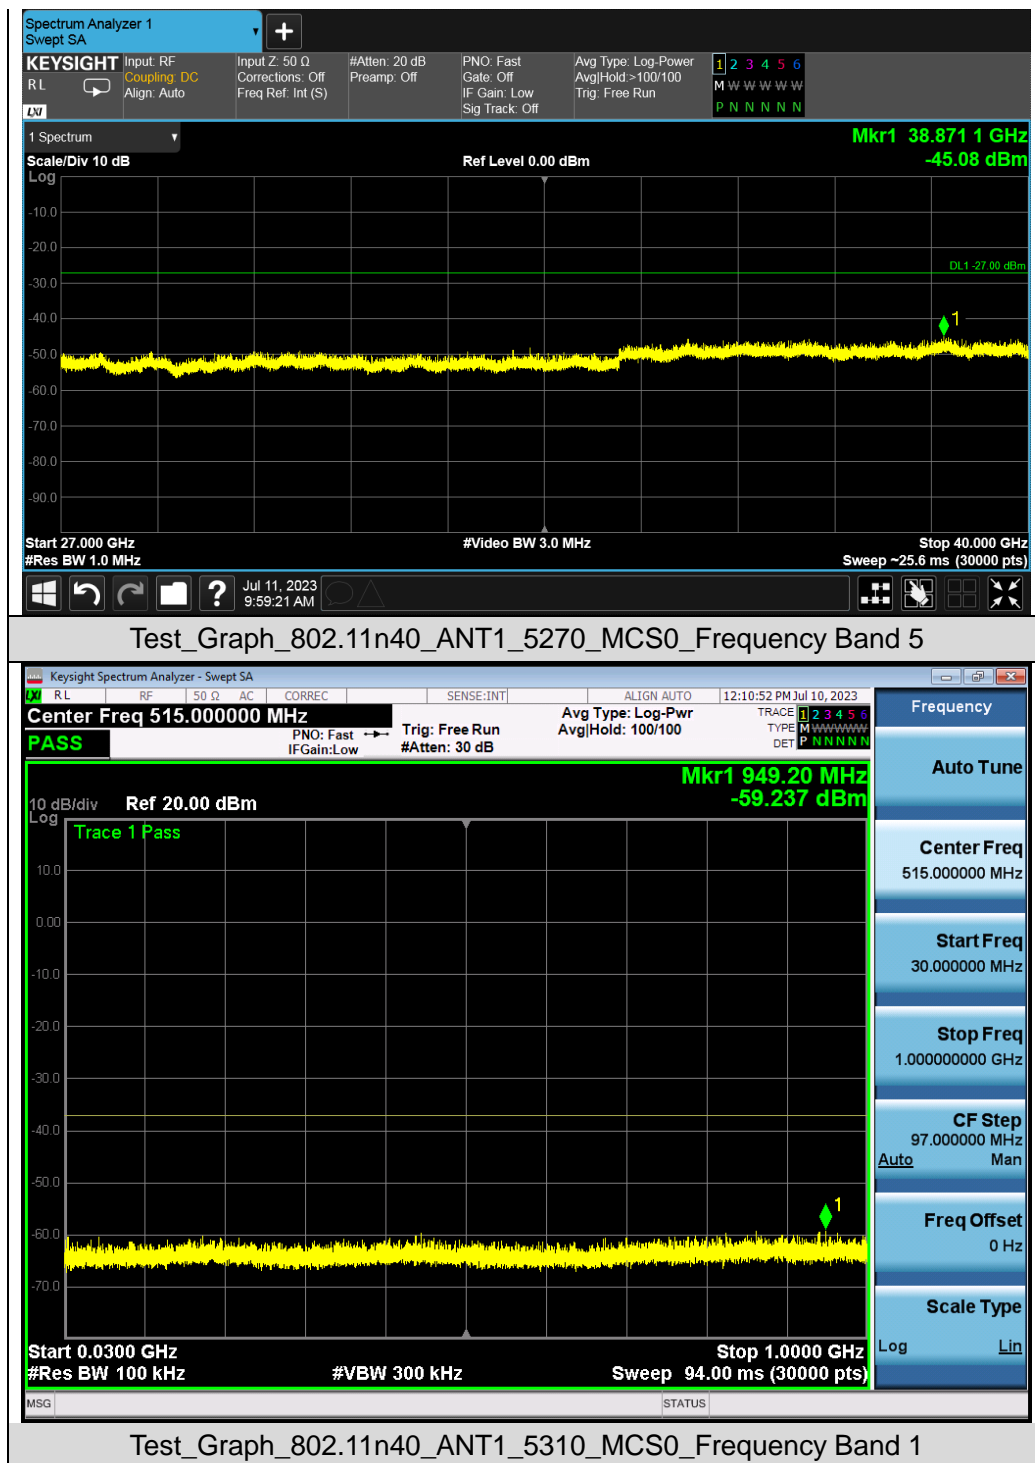 Spectrum Analyzer 1
Swept SA
KEYSIGHT
RL
LXI
Input: RF
Coupling: DC
Align: Auto
Input Z: 50 Ω
Corrections: Off
Freq Ref: Int (S)
#Atten: 20 dB
Preamp: Off
PNO: Fast
Gate: Off
IF Gain: Low
Sig Track: Off
Avg Type: Log-Power
Avg|Hold:>100/100
Trig: Free Run
1 2 3 4 5 6
M W W W W W
P N N N N N
1 Spectrum
Mkr1 38.871 1 GHz
Scale/Div 10 dB
Ref Level 0.00 dBm
-45.08 dBm
Log
-10.0
-20.0
DL1 -27.00 dBm
-30.0
-40.0
1
-50.0
-60.0
-70.0
-80.0
-90.0
Start 27.000 GHz
#Video BW 3.0 MHz
Stop 40.000 GHz
#Res BW 1.0 MHz
Sweep ~25.6 ms (30000 pts)
?
Jul 11, 2023
9:59:21 AM
Test_Graph_802.11n40_ANT1_5270_MCS0_Frequency Band 5
Keysight Spectrum Analyzer - Swept SA
LXI RL RF 50 Ω AC CORREC SENSE:INT ALIGN AUTO 12:10:52 PM Jul 10, 2023
Center Freq 515.000000 MHz
PASS
PNO: Fast
IFGain:Low
Trig: Free Run
#Atten: 30 dB
Avg Type: Log-Pwr
Avg|Hold: 100/100
TRACE 1 2 3 4 5 6
TYPE M W W W W W
DET P N N N N N
Frequency
Mkr1 949.20 MHz
-59.237 dBm
10 dB/div
Ref 20.00 dBm
Log
Trace 1 Pass
10.0
0.00
-10.0
-20.0
-30.0
-40.0
-50.0
1
-60.0
-70.0
Start 0.0300 GHz
Stop 1.0000 GHz
#Res BW 100 kHz
#VBW 300 kHz
Sweep 94.00 ms (30000 pts)
Auto Tune
Center Freq
515.000000 MHz
Start Freq
30.000000 MHz
Stop Freq
1.000000000 GHz
CF Step
97.000000 MHz
Auto Man
Freq Offset
0 Hz
Scale Type
Log Lin
MSG
STATUS
Test_Graph_802.11n40_ANT1_5310_MCS0_Frequency Band 1